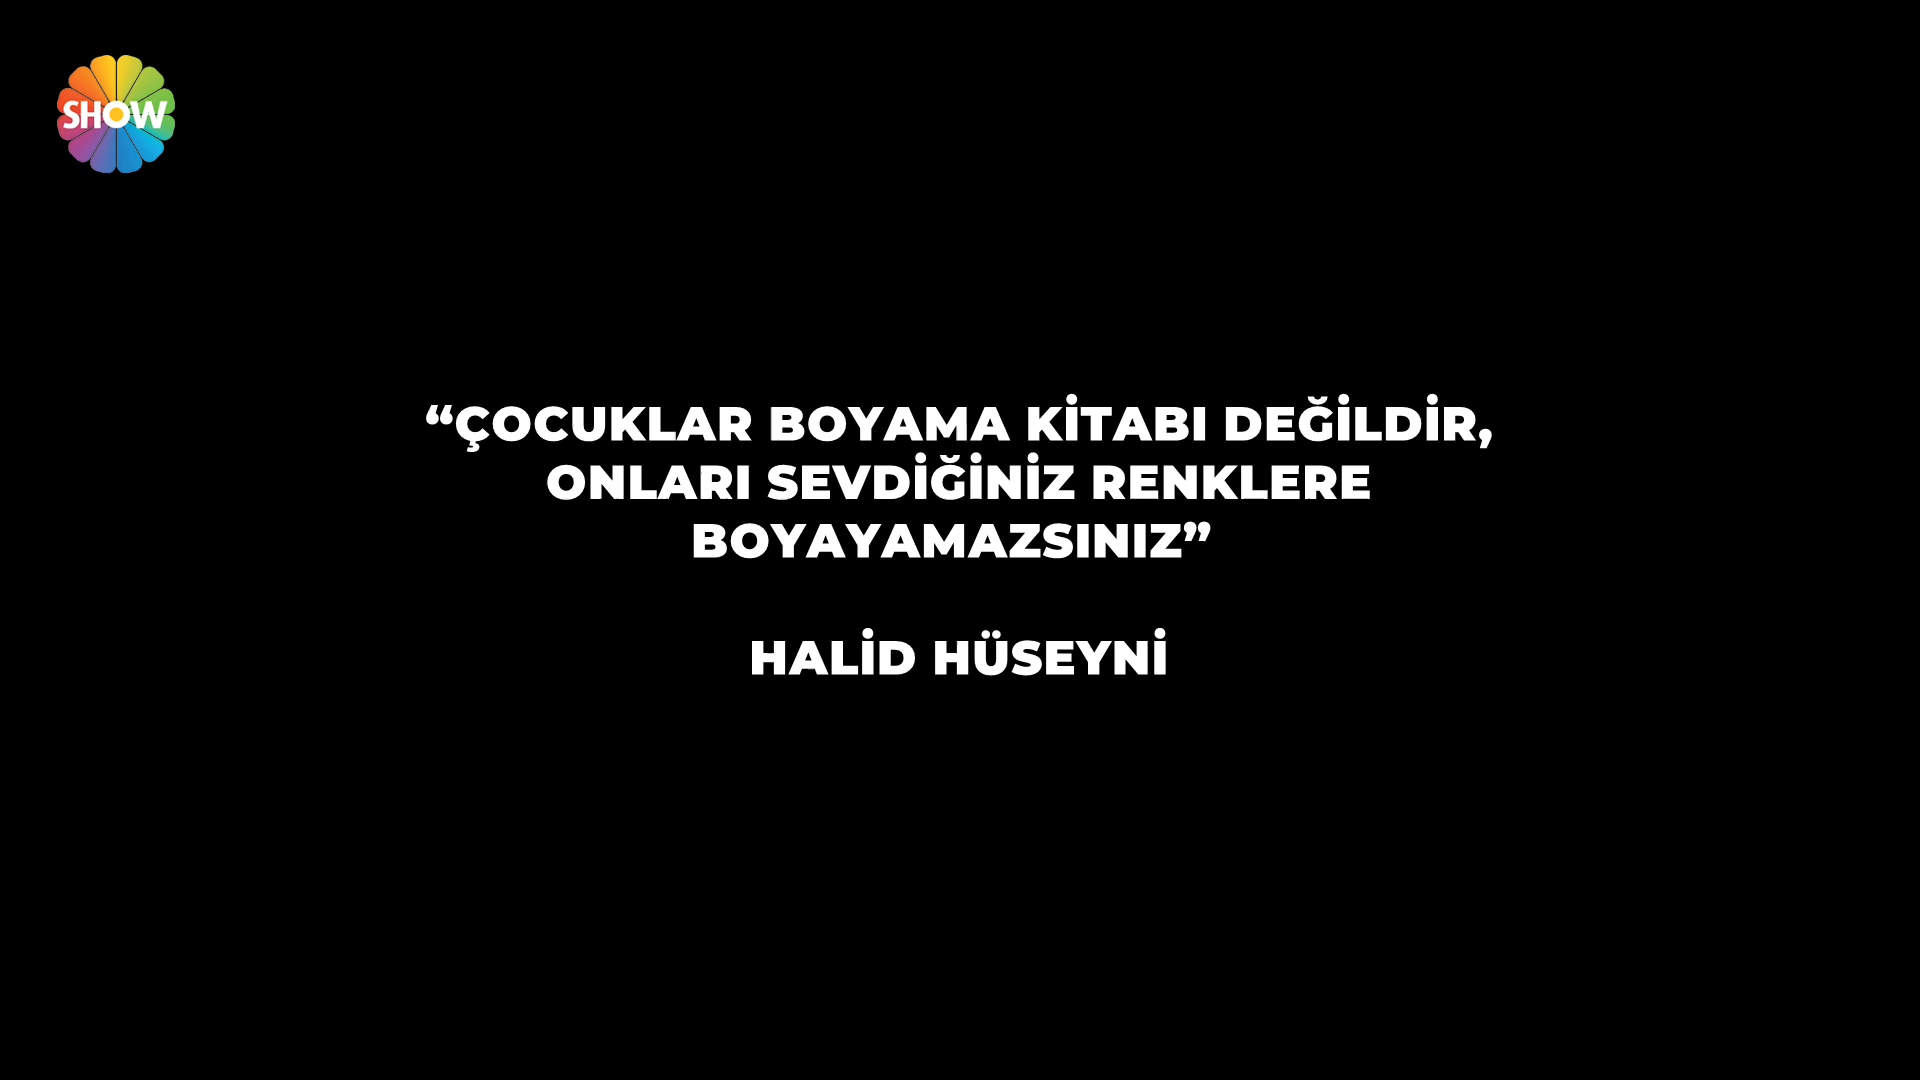 SHOW
“ÇOCUKLAR BOYAMA KİTABI DEĞİLDİR,
ONLARI SEVDİĞİNİZ RENKLERE
BOYAYAMAZSINIZ”
HALİD HÜSEYNİ